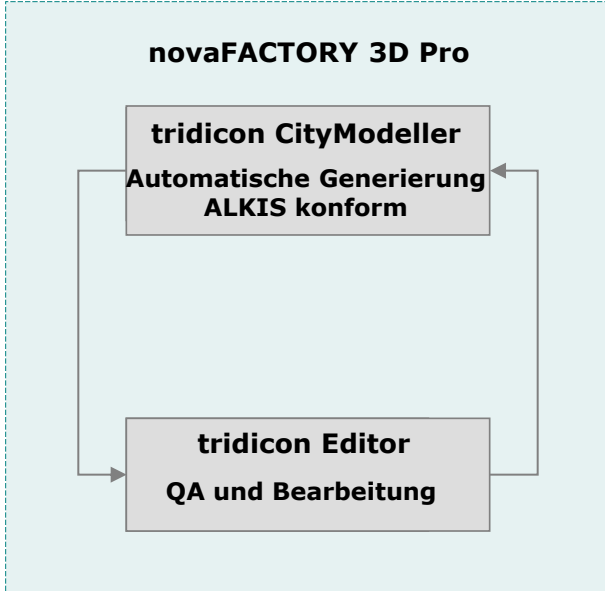 novaFACTORY 3D Pro
tridicon CityModeller
Automatische Generierung
ALKIS konform
tridicon Editor
QA und Bearbeitung